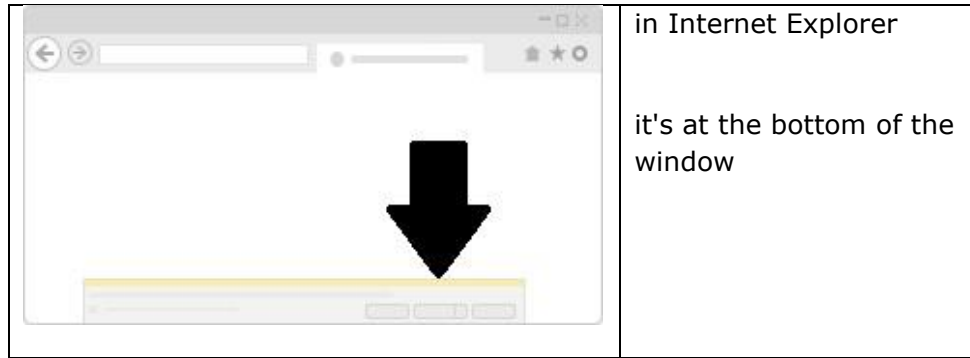 in Internet Explorer
it's at the bottom of the
window